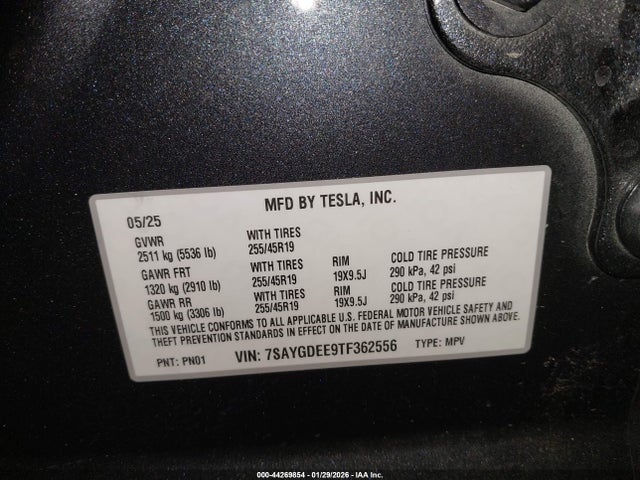 MFD BY TESLA, INC.
05/25
GVWR WITH TIRES
2511 kg (5536 lb) 255/45R19
GAWR FRT WITH TIRES RIM COLD TIRE PRESSURE
1320 kg (2910 lb) 255/45R19 19X9.5J 290 kPa, 42 psi
GAWR RR WITH TIRES RIM COLD TIRE PRESSURE
1500 kg (3306 lb) 255/45R19 19X9.5J 290 kPa, 42 psi
THIS VEHICLE CONFORMS TO ALL APPLICABLE U.S. FEDERAL MOTOR VEHICLE SAFETY AND
THEFT PREVENTION STANDARDS IN EFFECT ON THE DATE OF MANUFACTURE SHOWN ABOVE.
PNT: PN01 VIN: 7SAYGDEE9TF362556 TYPE: MPV
000-44269854 | 01/29/2026 - IAA Inc.